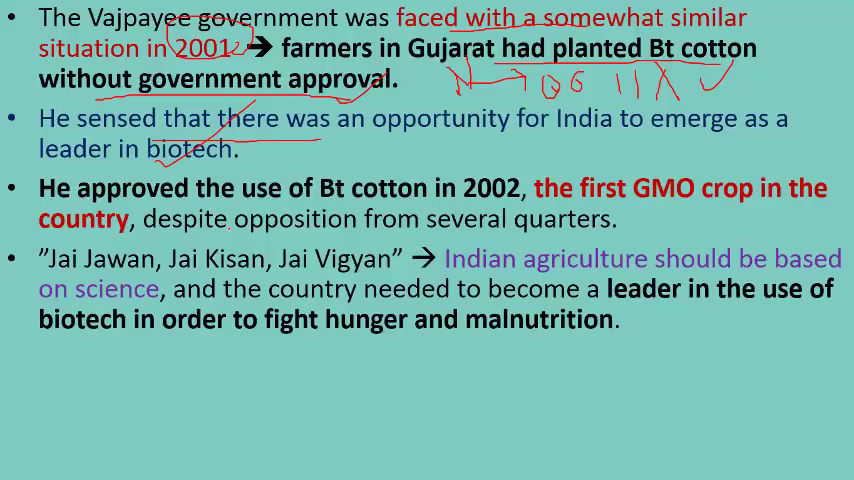 • The Vajpayee government was faced with a somewhat similar
situation in 2001 → farmers in Gujarat had planted Bt cotton
without government approval.
• He sensed that there was an opportunity for India to emerge as a
leader in biotech.
• He approved the use of Bt cotton in 2002, the first GMO crop in the
country, despite opposition from several quarters.
• ”Jai Jawan, Jai Kisan, Jai Vigyan” → Indian agriculture should be based
on science, and the country needed to become a leader in the use of
biotech in order to fight hunger and malnutrition.